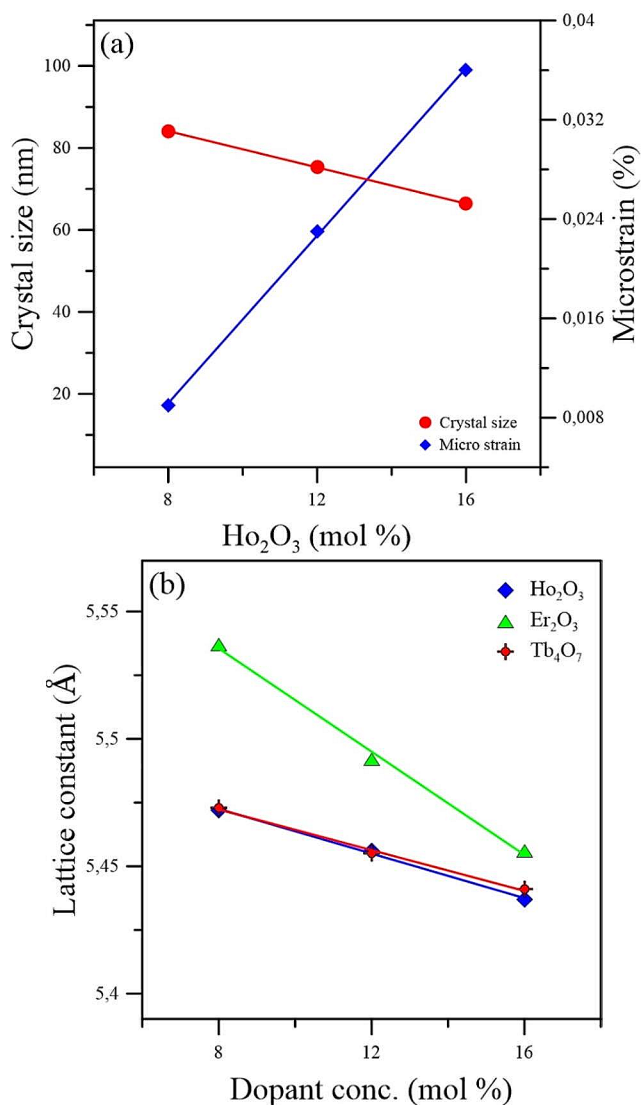 (a)
Crystal size (nm)
100
80
60
40
20
0,04
0,032
0,024
0,016
0,008
Microstrain (%)
Crystal size
Micro strain
8
12
16
Ho₂O₃ (mol %)
(b)
Lattice constant (Å)
5,55
5,5
5,45
5,4
Ho₂O₃
Er₂O₃
Tb₄O₇
8
12
16
Dopant conc. (mol %)